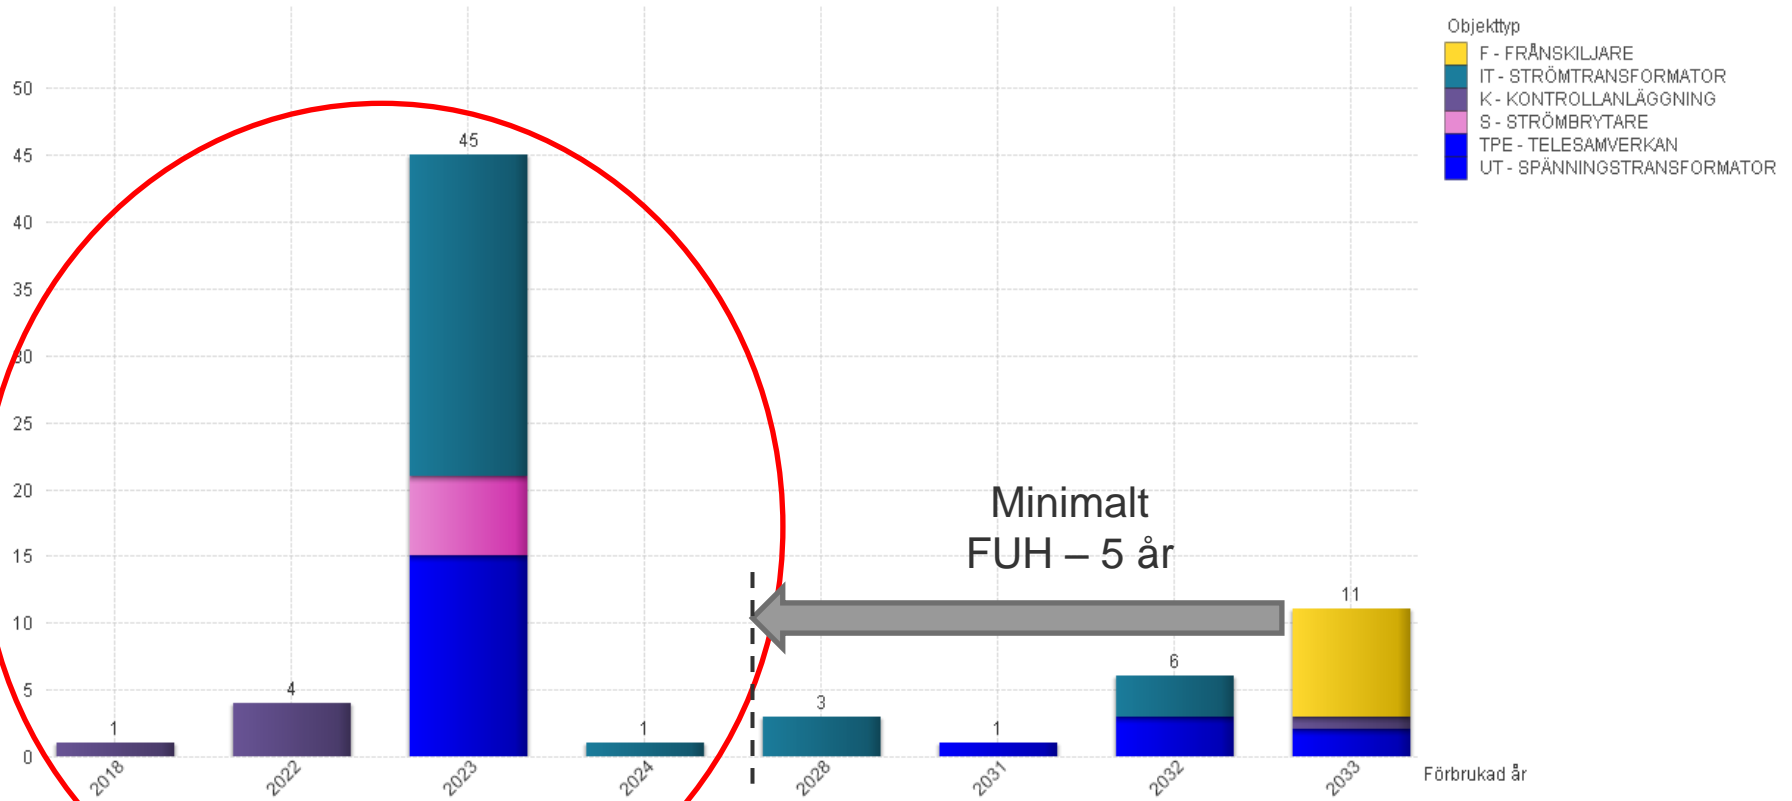 Objekttyp
F - FRÅNSKILJARE
IT - STRÖMTRANSFORMATOR
K - KONTROLLANLÄGGNING
S - STRÖMBRYTARE
TPE - TELESAMVERKAN
UT - SPÄNNINGSTRANSFORMATOR
50
45
40
35
30
25
20
15
10
5
0
1
4
45
1
3
1
6
11
Minimalt
FUH – 5 år
2018
2022
2023
2024
2028
2031
2032
2033
Förbrukad år